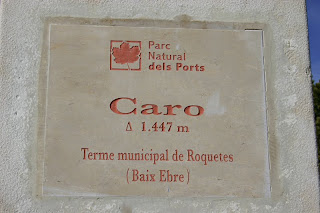 Parc
Natural
dels Ports
Caro
Δ 1.447 m
Terme municipal de Roquetes
(Baix Ebre)